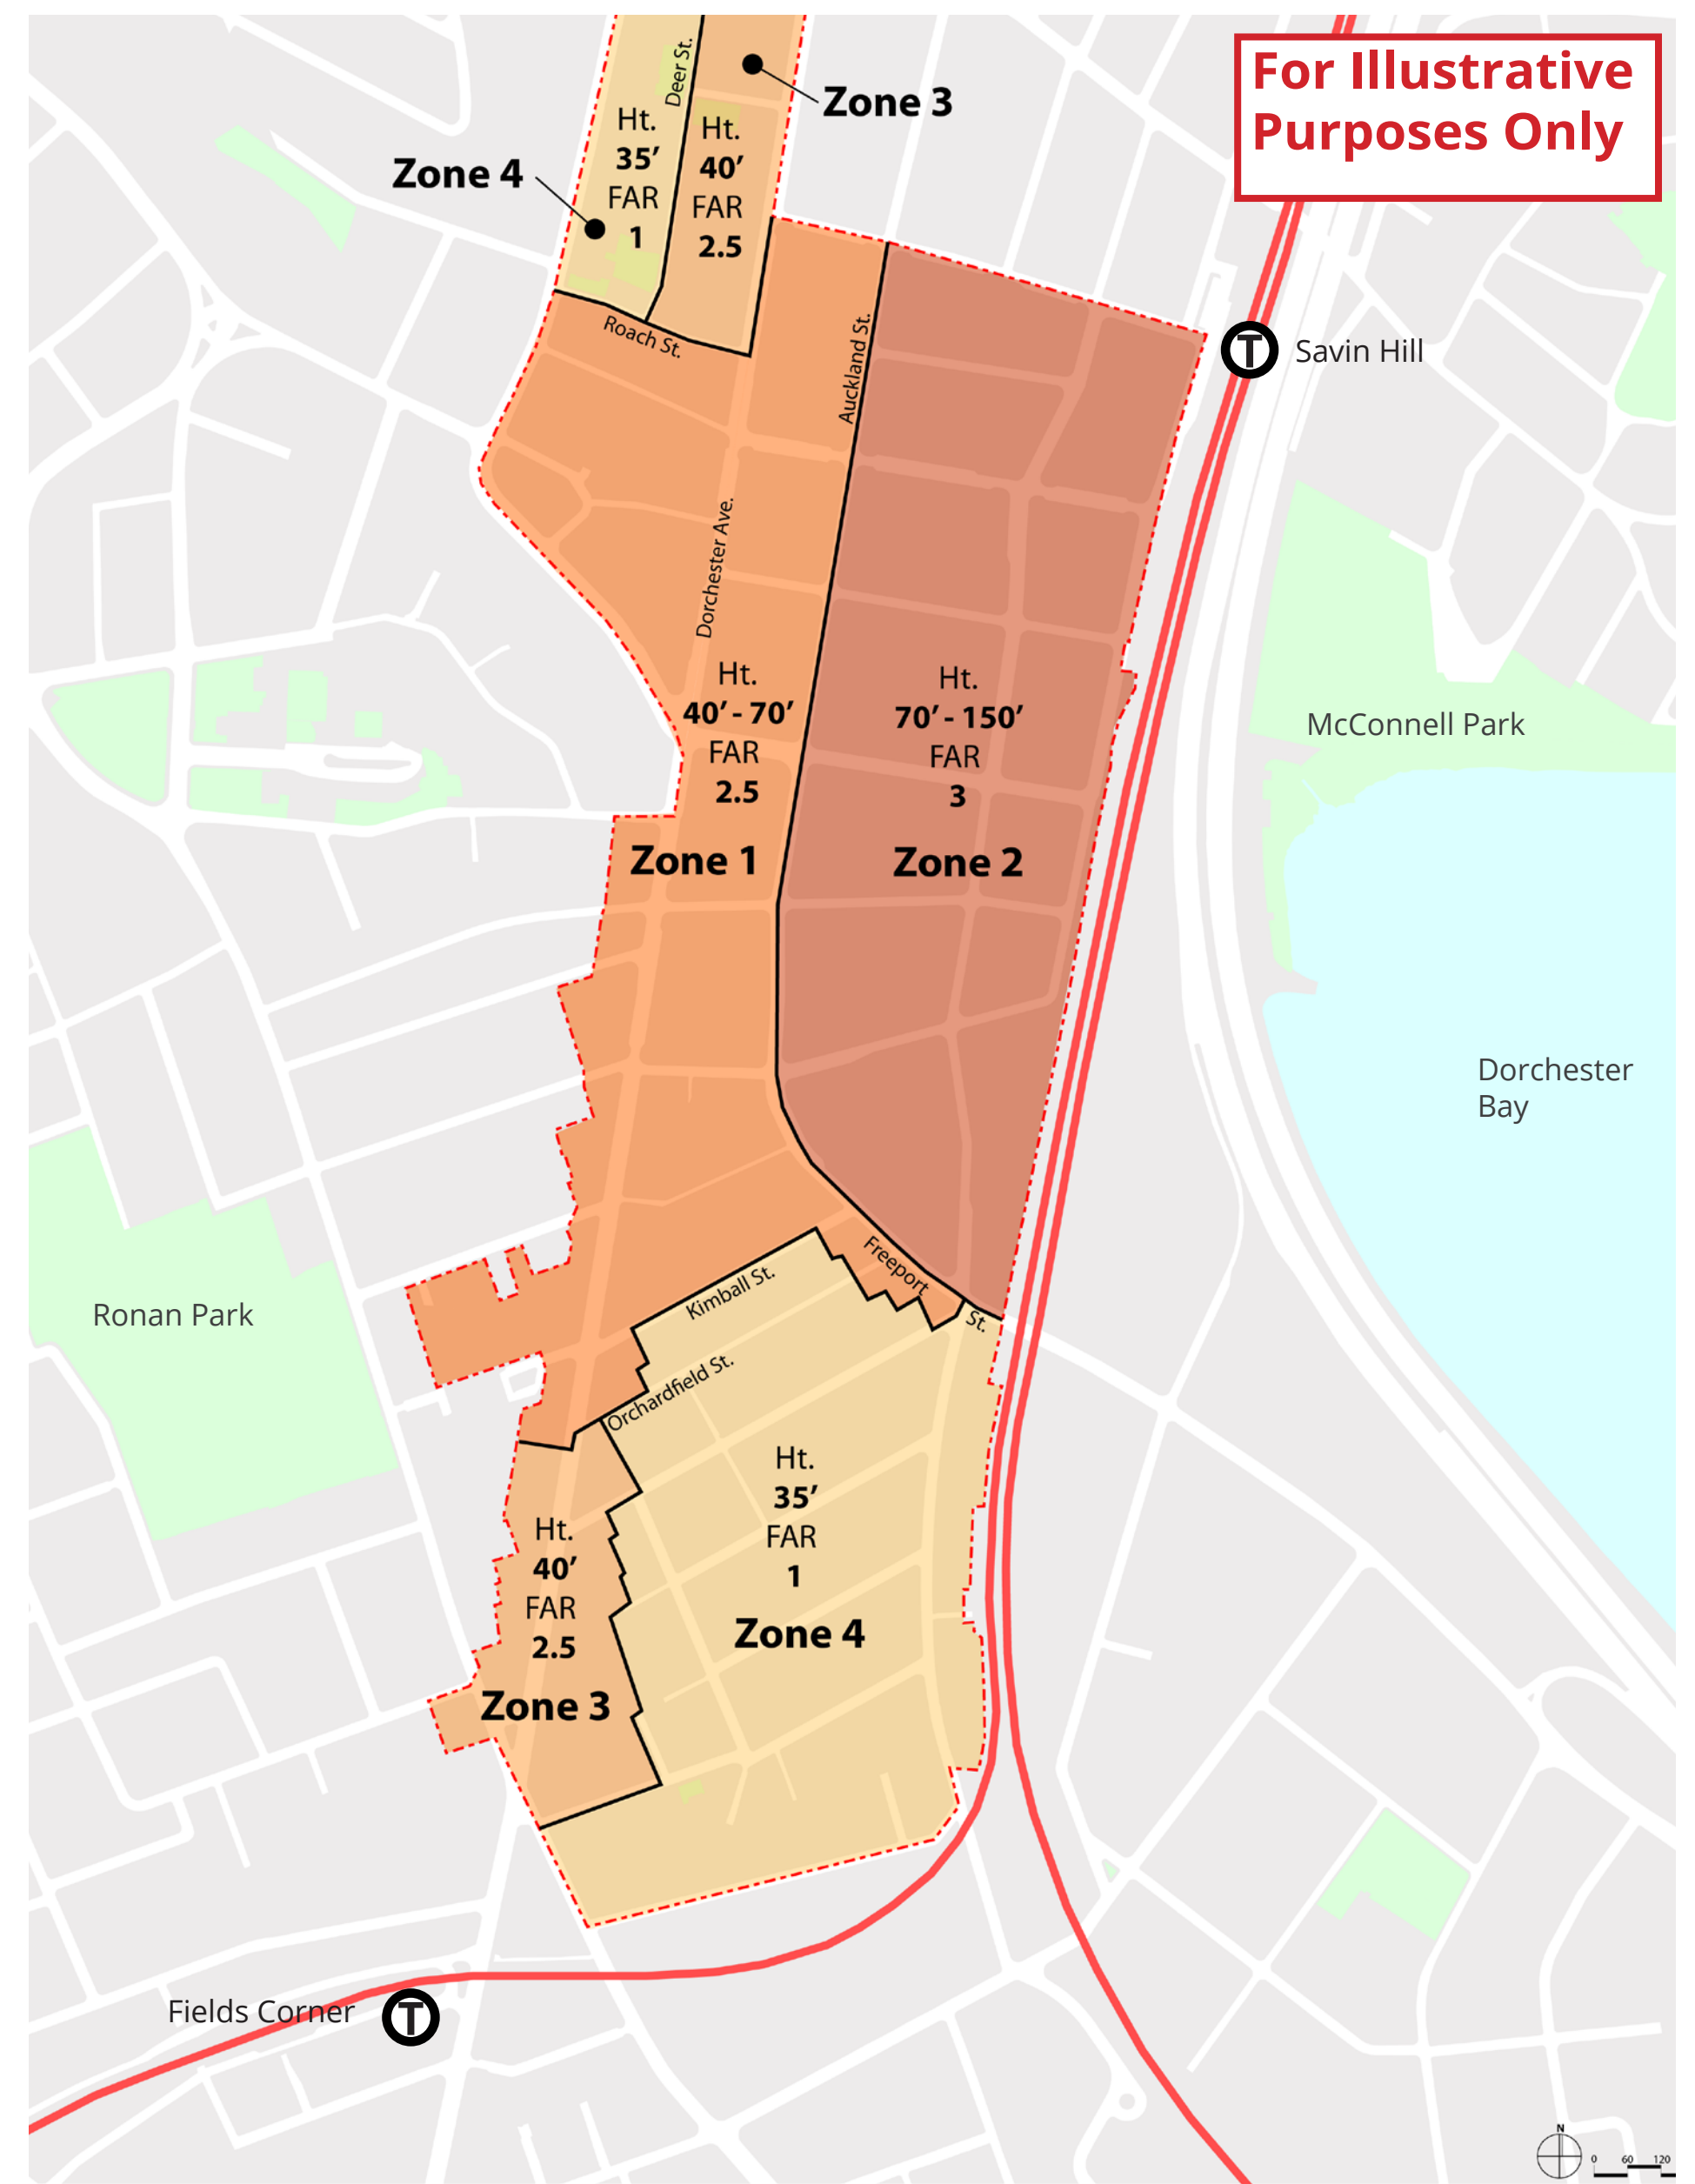 For Illustrative
Purposes Only
Deer St.
Zone 3
Ht.
35’
FAR
1
Ht.
40’
FAR
2.5
Zone 4
Roach St.
Auckland St.
T
Savin Hill
Dorchester Ave.
Ht.
40’ - 70’
FAR
2.5
Zone 1
Ht.
70’ - 150’
FAR
3
Zone 2
McConnell Park
Dorchester
Bay
Ronan Park
Freeport
St.
Kimball St.
Orchardfield St.
Ht.
35’
FAR
1
Zone 4
Ht.
40’
FAR
2.5
Zone 3
Fields Corner
T
N
0 60 120